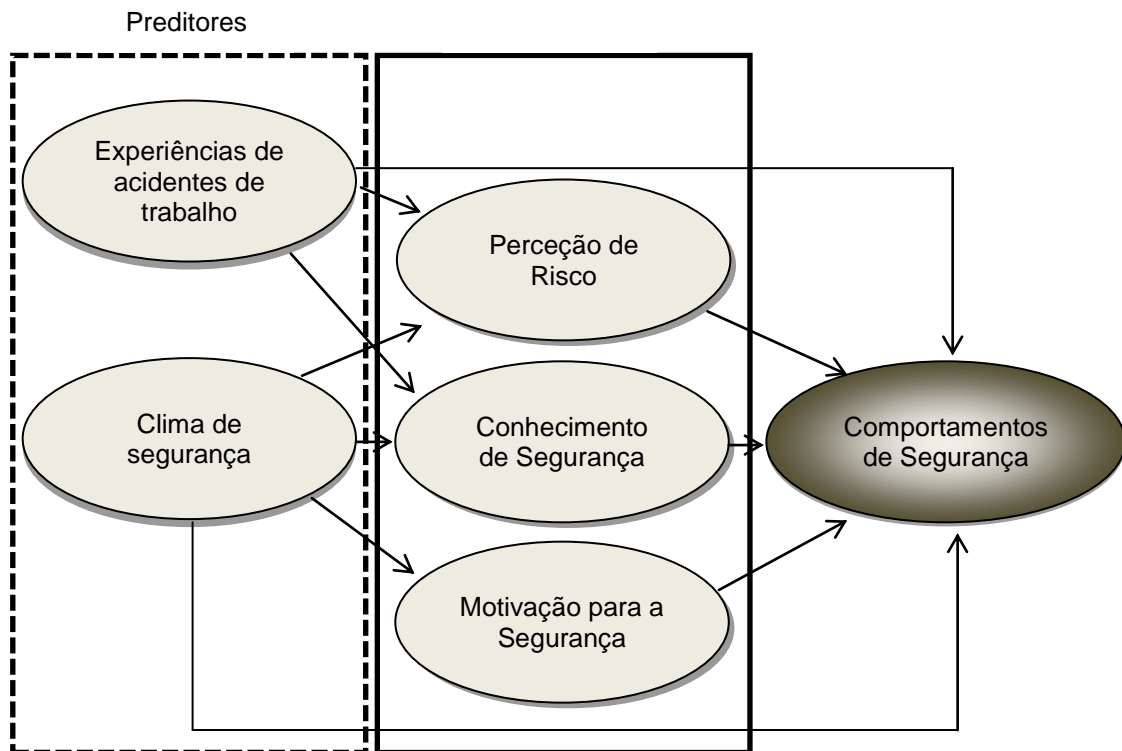 Preditores
Experiências de
acidentes de
trabalho
Perceção de
Risco
Clima de
segurança
Conhecimento
de Segurança
Comportamentos
de Segurança
Motivação para a
Segurança